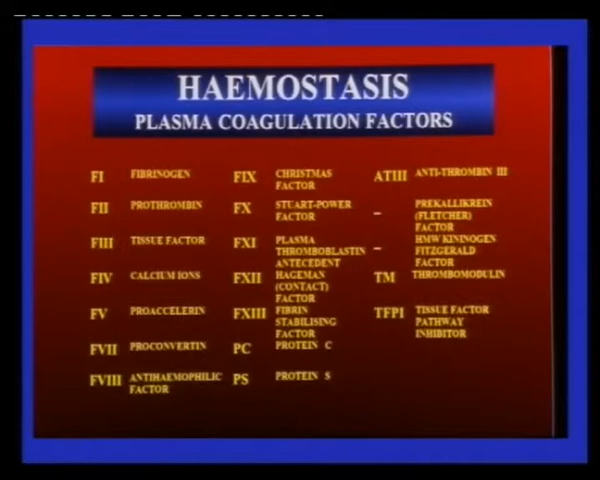 HAEMOSTASIS
PLASMA COAGULATION FACTORS
FI FIBRINOGEN
FII PROTHROMBIN
FIII TISSUE FACTOR
FIV CALCIUM IONS
FV PROACCELERIN
FVII PROCONVERTIN
FVIII ANTIHAEMOPHILIC
FACTOR
FIX CHRISTMAS
FACTOR
FX STUART-POWER
FACTOR
FXI PLASMA
THROMBOBLASTIN
ANTECEDENT
FXII HAGEMAN
(CONTACT)
FACTOR
FXIII FIBRIN
STABILISING
FACTOR
PC PROTEIN C
PS PROTEIN S
ATIII ANTI-THROMBIN III
– PREKALLIKREIN
(FLETCHER)
FACTOR
– HMW KININOGEN
FITZGERALD
FACTOR
TM THROMBOMODULIN
TFPI TISSUE FACTOR
PATHWAY
INHIBITOR